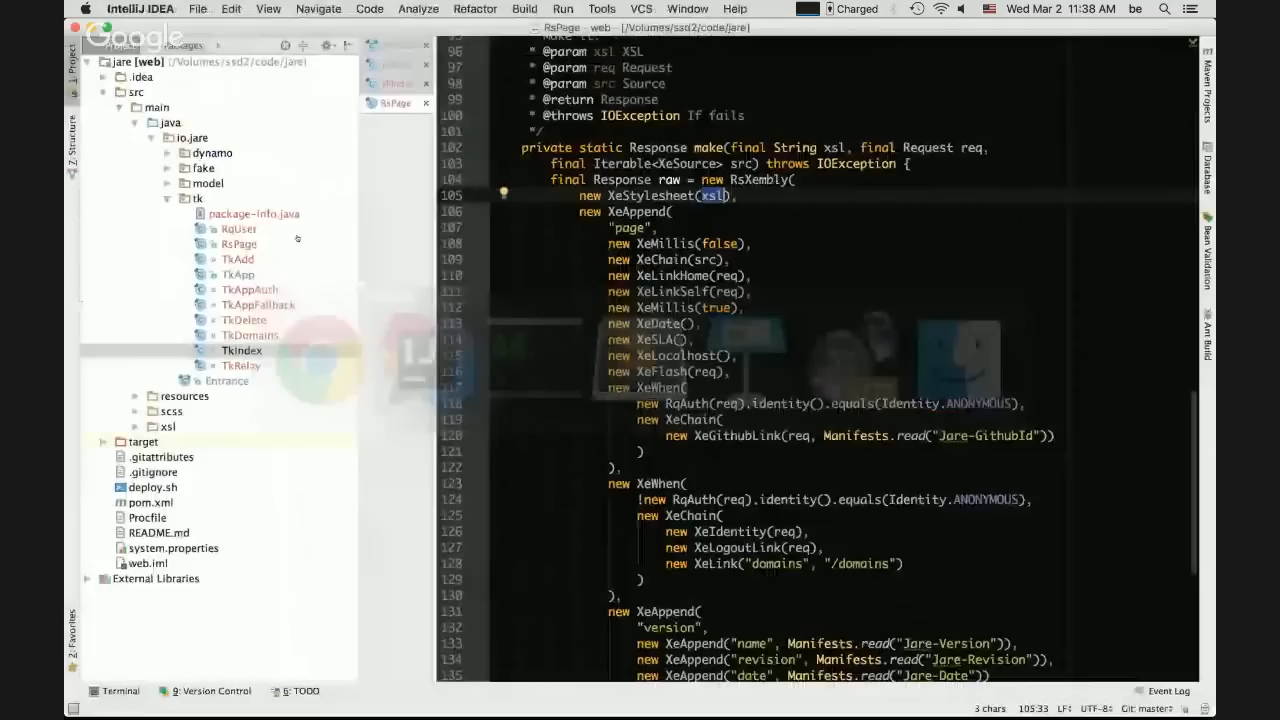 IntelliJ IDEA File Edit View Navigate Code Analyze Refactor Build Run Tools VCS Window Help Charged Wed Mar 2 11:38 AM be
RsPage - web - [/Volumes/ssd2/code/jare]
Google
Packages
1: Project
Z: Structure
2: Favorites
jare [web] (/Volumes/ssd2/code/jare)
.idea
src
main
java
io.jare
dynamo
fake
model
tk
package-info.java
RqUser
RsPage
TkAdd
TkApp
TkAppAuth
TkAppFallback
TkDelete
TkDomains
TkIndex
TkRelay
Entrance
resources
scss
xsl
target
.gitattributes
.gitignore
deploy.sh
pom.xml
Procfile
README.md
system.properties
web.iml
External Libraries
RsPage
96 * @param xsl XSL
97 * @param req Request
98 * @param src Source
99 * @return Response
100 * @throws IOException If fails
101 */
102 private static Response make(final String xsl, final Request req,
103 final Iterable<XeSource> src) throws IOException {
104 final Response raw = new RsXembly(
105 new XeStylesheet(xsl),
106 new XeAppend(
107 "page",
108 new XeMillis(false),
109 new XeChain(src),
110 new XeLinkHome(req),
111 new XeLinkSelf(req),
112 new XeMillis(true),
113 new XeDate(),
114 new XeSLA(),
115 new XeLocalhost(),
116 new XeFlash(req),
117 new XeWhen(
118 new RqAuth(req).identity().equals(Identity.ANONYMOUS),
119 new XeChain(
120 new XeGithubLink(req, Manifests.read("Jare-GithubId"))
121 )
122 ),
123 new XeWhen(
124 !new RqAuth(req).identity().equals(Identity.ANONYMOUS),
125 new XeChain(
126 new XeIdentity(req),
127 new XeLogoutLink(req),
128 new XeLink("domains", "/domains")
129 )
130 ),
131 new XeAppend(
132 "version",
133 new XeAppend("name", Manifests.read("Jare-Version")),
134 new XeAppend("revision", Manifests.read("Jare-Revision")),
135 new XeAppend("date", Manifests.read("Jare-Date"))
Maven Projects
Database
Bean Validation
Ant Build
Terminal 9: Version Control 6: TODO Event Log
3 chars 105:33 LF÷ UTF-8÷ Git: master÷